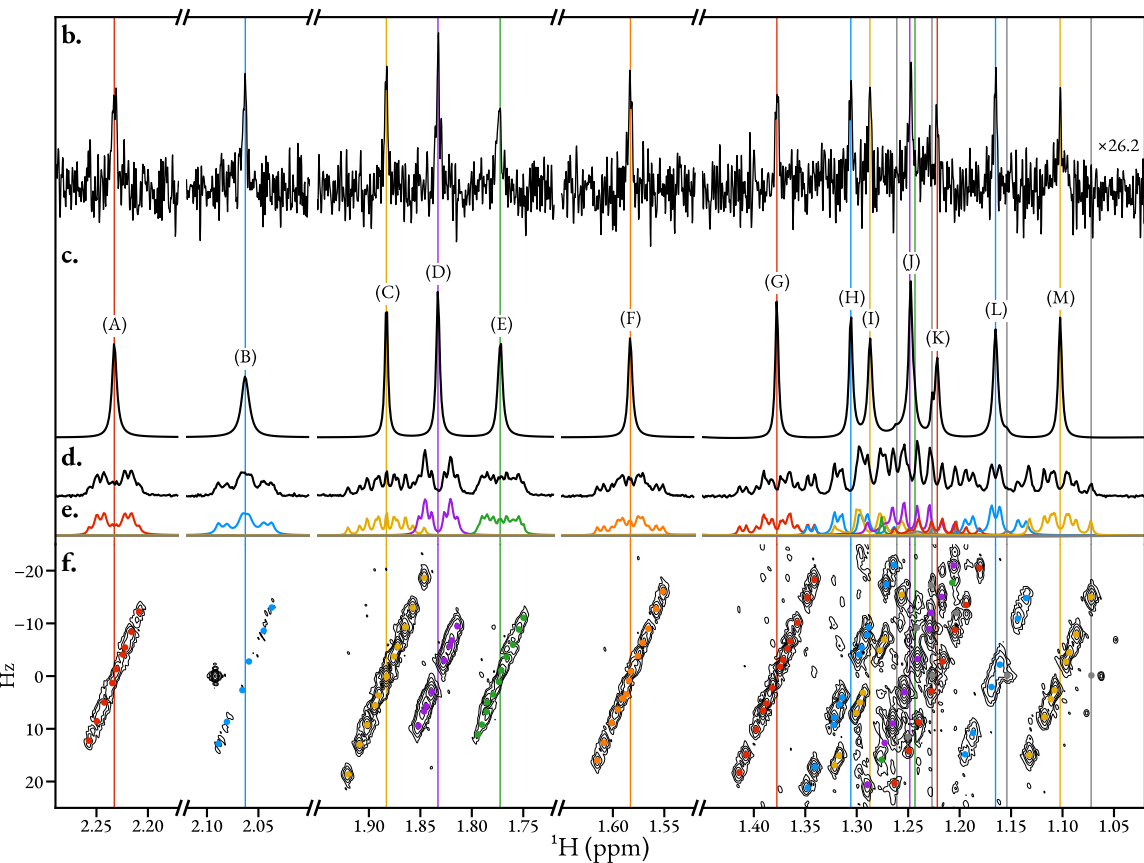 b.
×26.2
c.
(A)
(B)
(C)
(D)
(E)
(F)
(G)
(H)
(I)
(J)
(K)
(L)
(M)
d.
e.
f.
−20
−10
0
10
20
Hz
2.25 2.20 2.10 2.05 1.90 1.85 1.80 1.75 1.60 1.55 1.40 1.35 1.30 1.25 1.20 1.15 1.10 1.05
¹H (ppm)